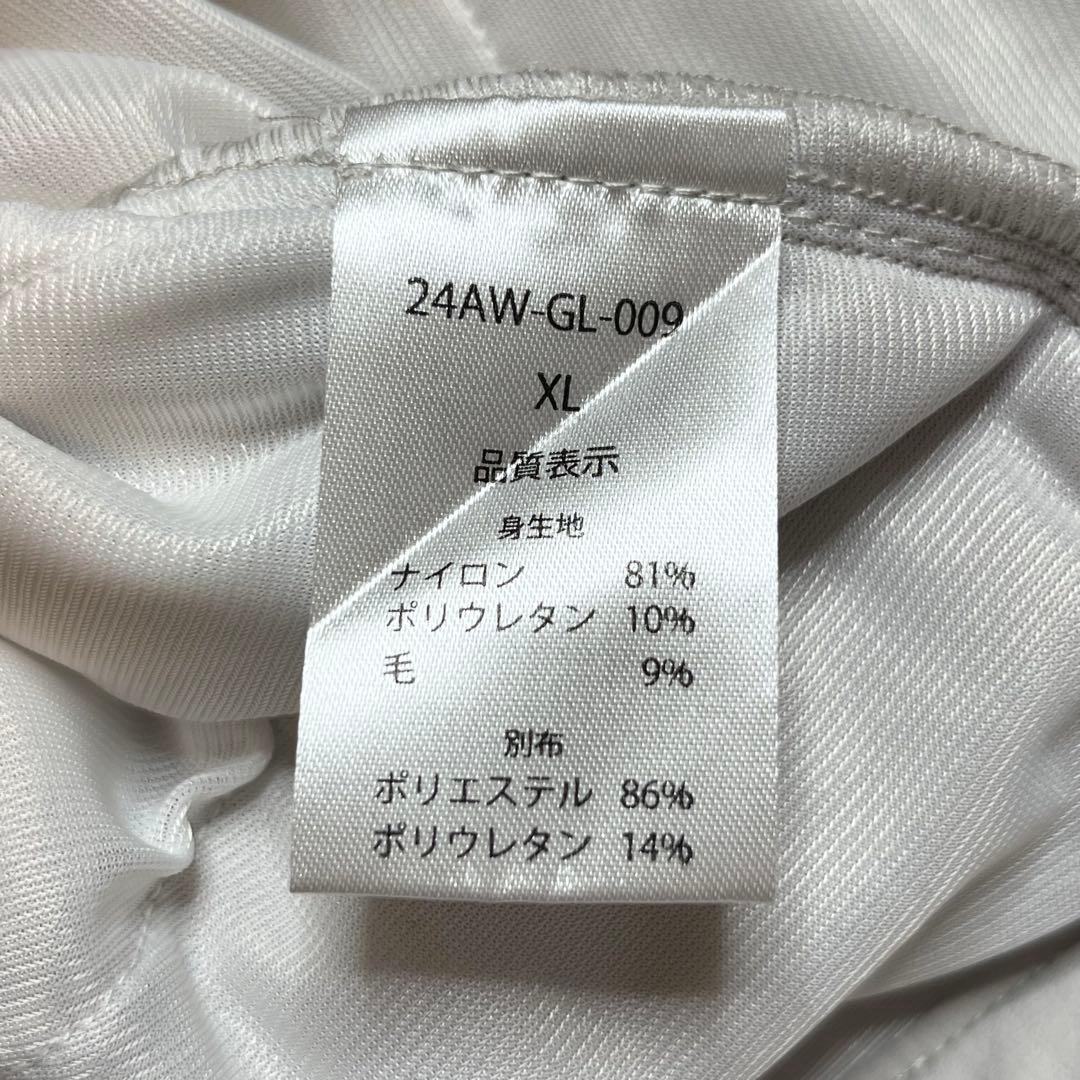 24AW-GL-009
XL
品質表示
身生地
ナイロン 81%
ポリウレタン 10%
毛 9%
別布
ポリエステル 86%
ポリウレタン 14%